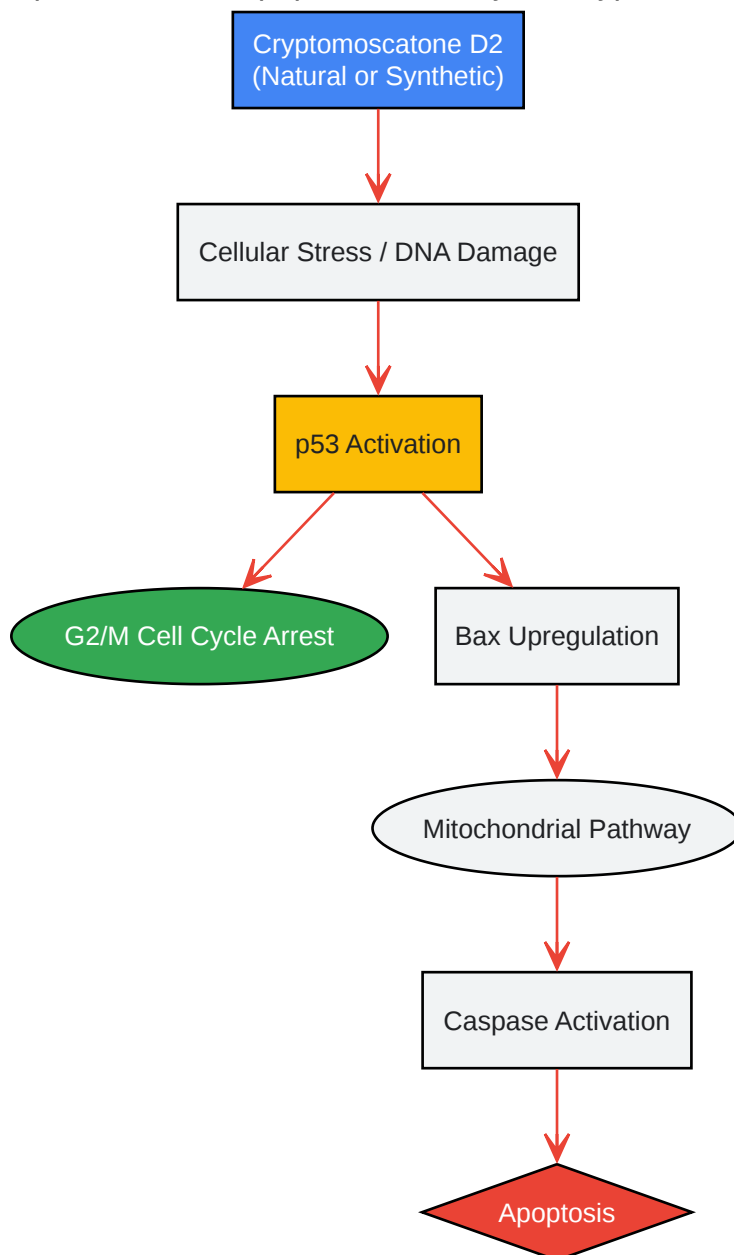 Cryptomoscatone D2
(Natural or Synthetic)
Cellular Stress / DNA Damage
p53 Activation
G2/M Cell Cycle Arrest
Bax Upregulation
Mitochondrial Pathway
Caspase Activation
Apoptosis